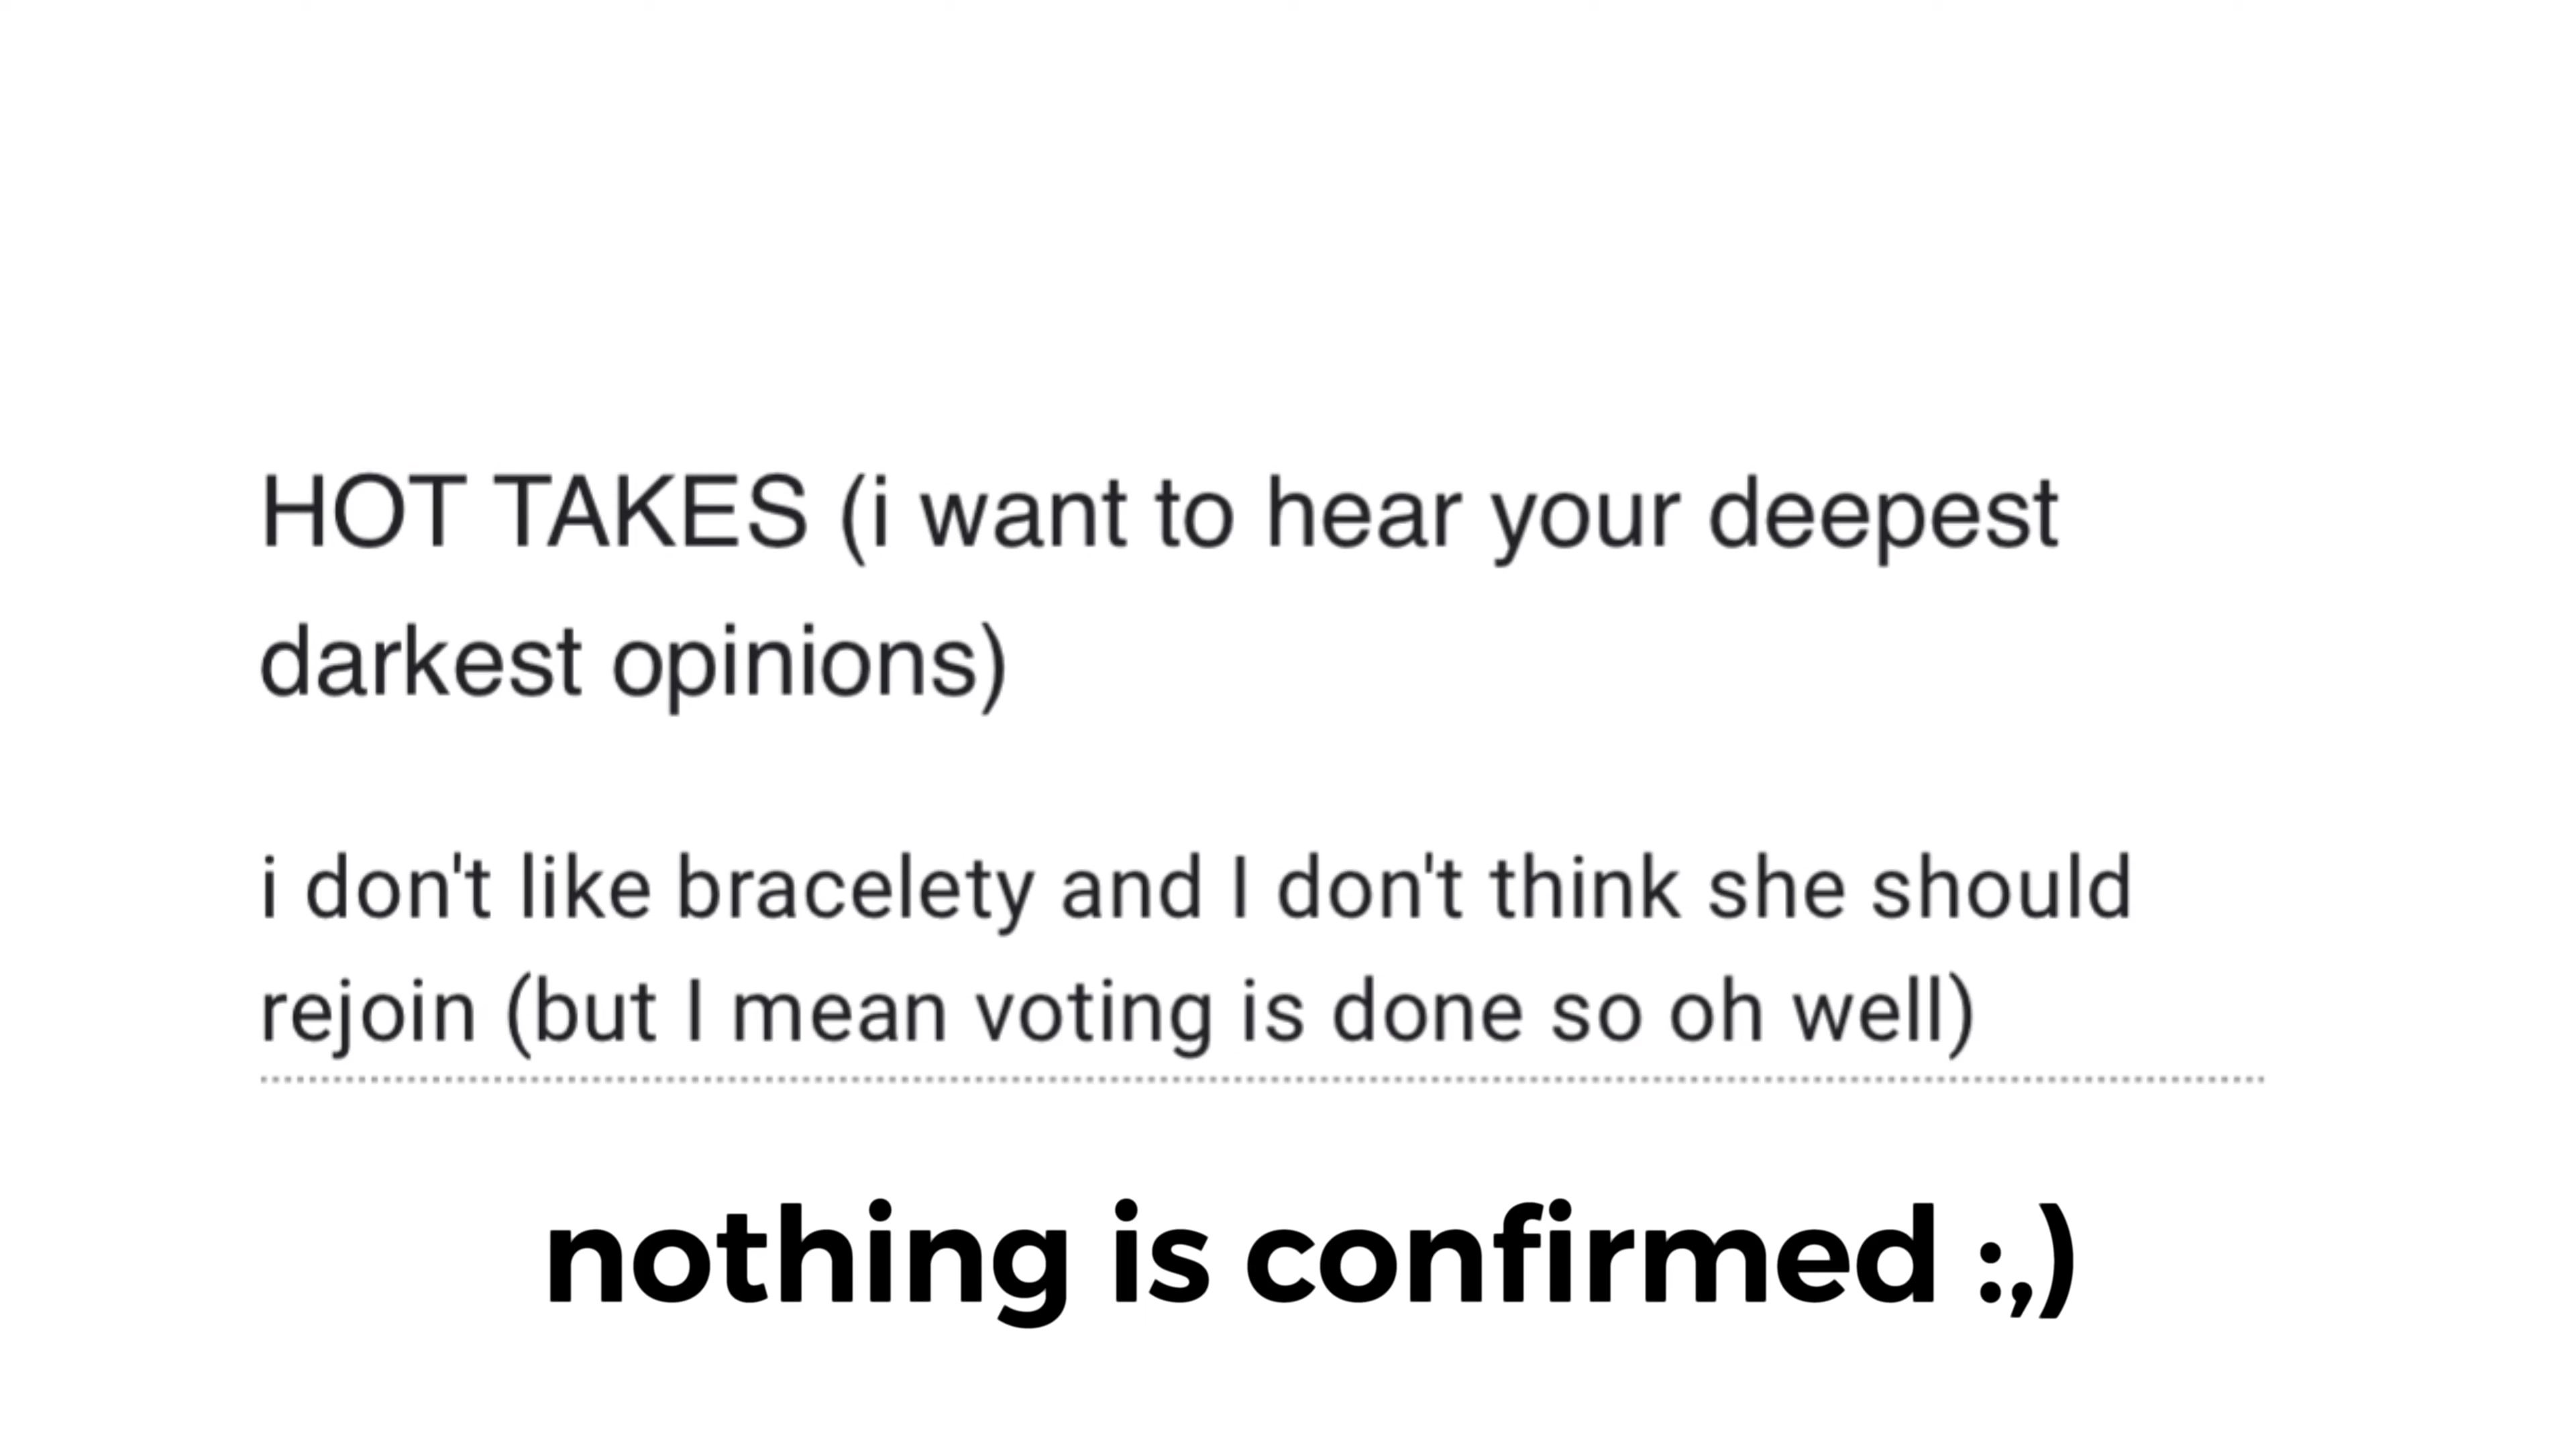 HOT TAKES (i want to hear your deepest
darkest opinions)
i don't like bracelety and I don't think she should
rejoin (but I mean voting is done so oh well)
nothing is confirmed :,)